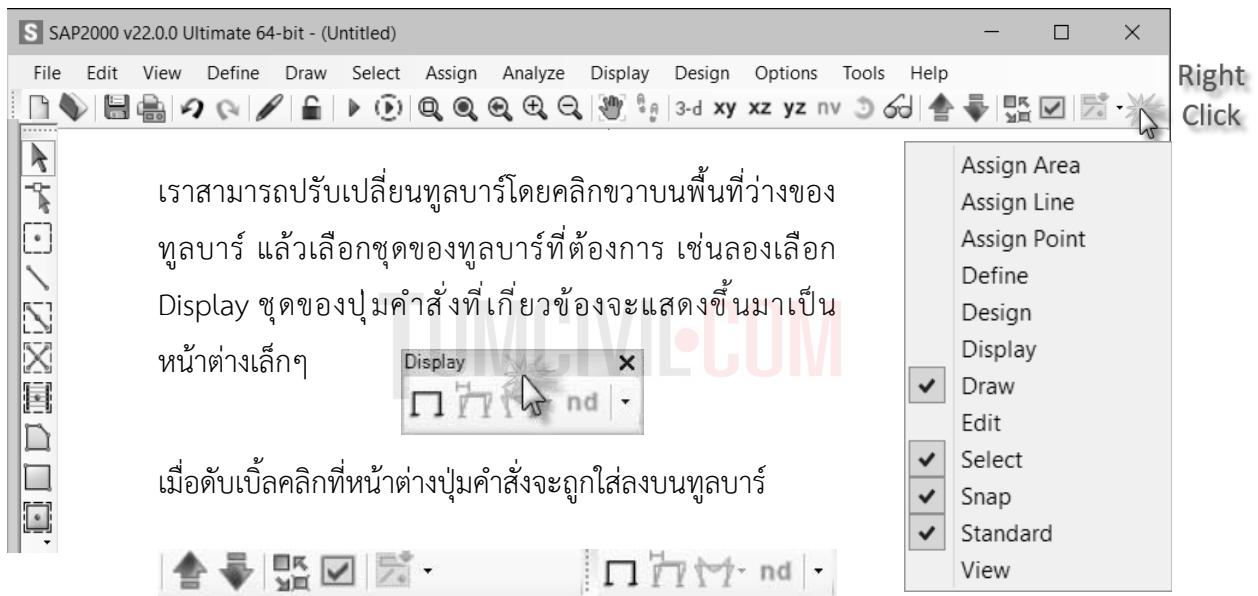 SAP2000 v22.0.0 Ultimate 64-bit - (Untitled)
File Edit View Define Draw Select Assign Analyze Display Design Options Tools Help
3-d xy xz yz nv
Right
Click
เราสามารถปรับเปลี่ยนทูลบาร์โดยคลิกขวาบนพื้นที่ว่างของ
ทูลบาร์ แล้วเลือกชุดของทูลบาร์ที่ต้องการ เช่นลองเลือก
Display ชุดของปุ่มคำสั่งที่เกี่ยวข้องจะแสดงขึ้นมาเป็น
หน้าต่างเล็กๆ
TUMCIVIL•COM
Display
nd
เมื่อดับเบิ้ลคลิกที่หน้าต่างปุ่มคำสั่งจะถูกใส่ลงบนทูลบาร์
nd
Assign Area
Assign Line
Assign Point
Define
Design
Display
Draw
Edit
Select
Snap
Standard
View